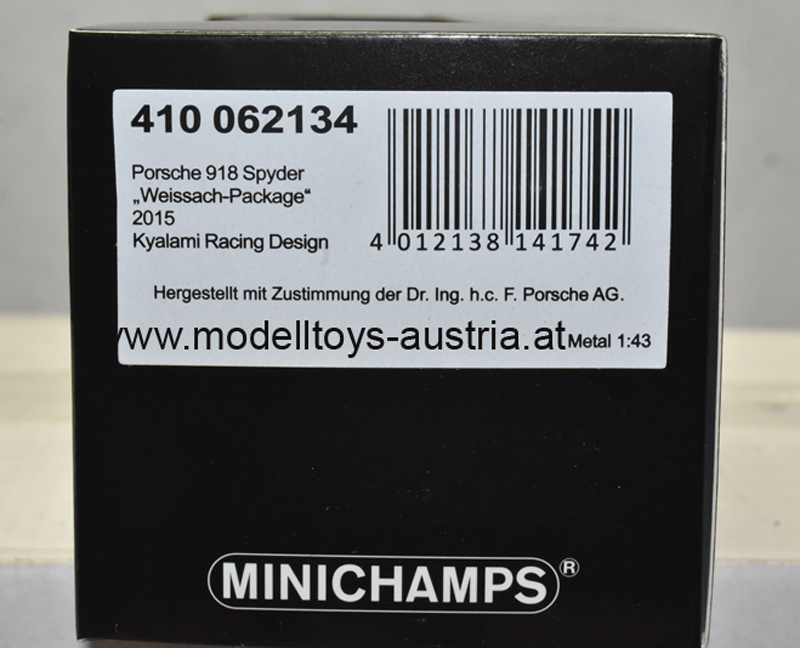 410 062134
Porsche 918 Spyder
„Weissach-Package“
2015
Kyalami Racing Design
4 012138 141742
Hergestellt mit Zustimmung der Dr. Ing. h.c. F. Porsche AG.
www.modelltoys-austria.at
Metal 1:43
MINICHAMPS®